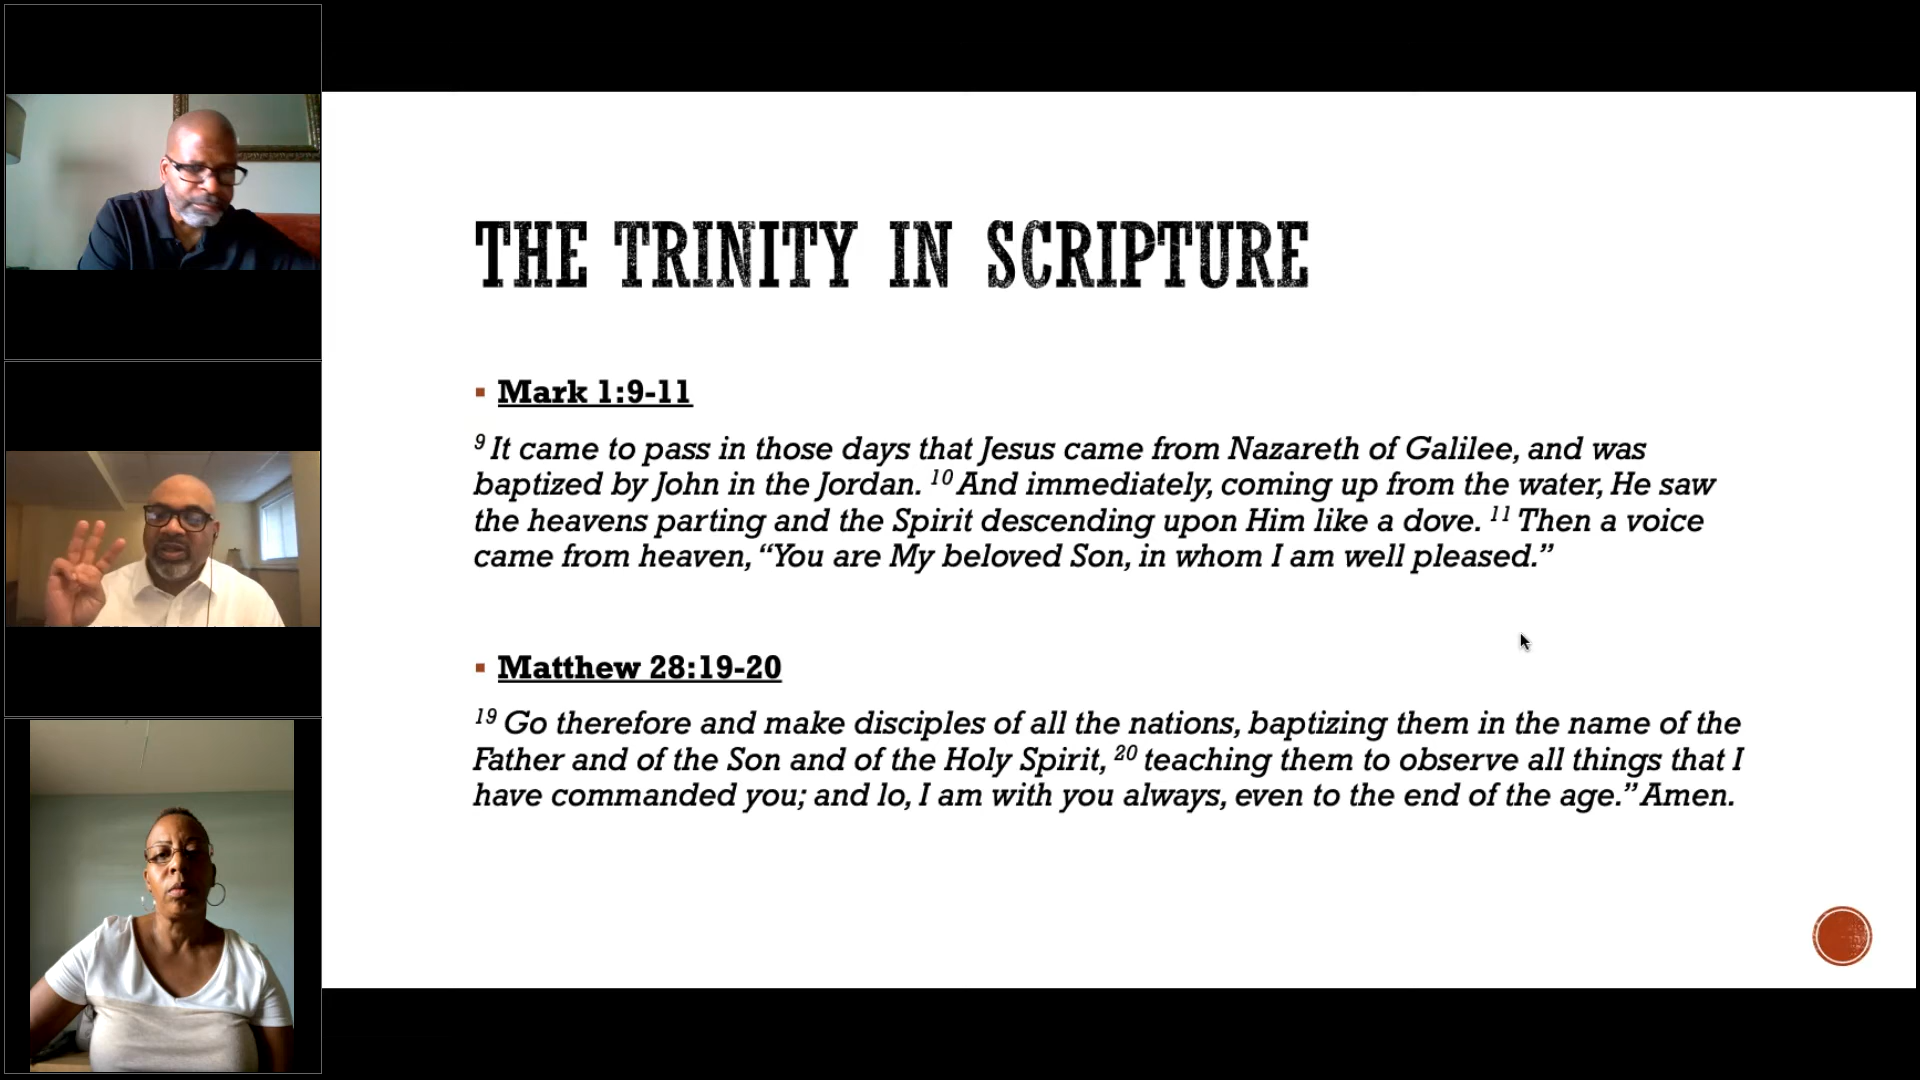 THE TRINITY IN SCRIPTURE
▪ Mark 1:9-11
9 It came to pass in those days that Jesus came from Nazareth of Galilee, and was
baptized by John in the Jordan. 10 And immediately, coming up from the water, He saw
the heavens parting and the Spirit descending upon Him like a dove. 11 Then a voice
came from heaven, “You are My beloved Son, in whom I am well pleased.”
▪ Matthew 28:19-20
19 Go therefore and make disciples of all the nations, baptizing them in the name of the
Father and of the Son and of the Holy Spirit, 20 teaching them to observe all things that I
have commanded you; and lo, I am with you always, even to the end of the age.” Amen.